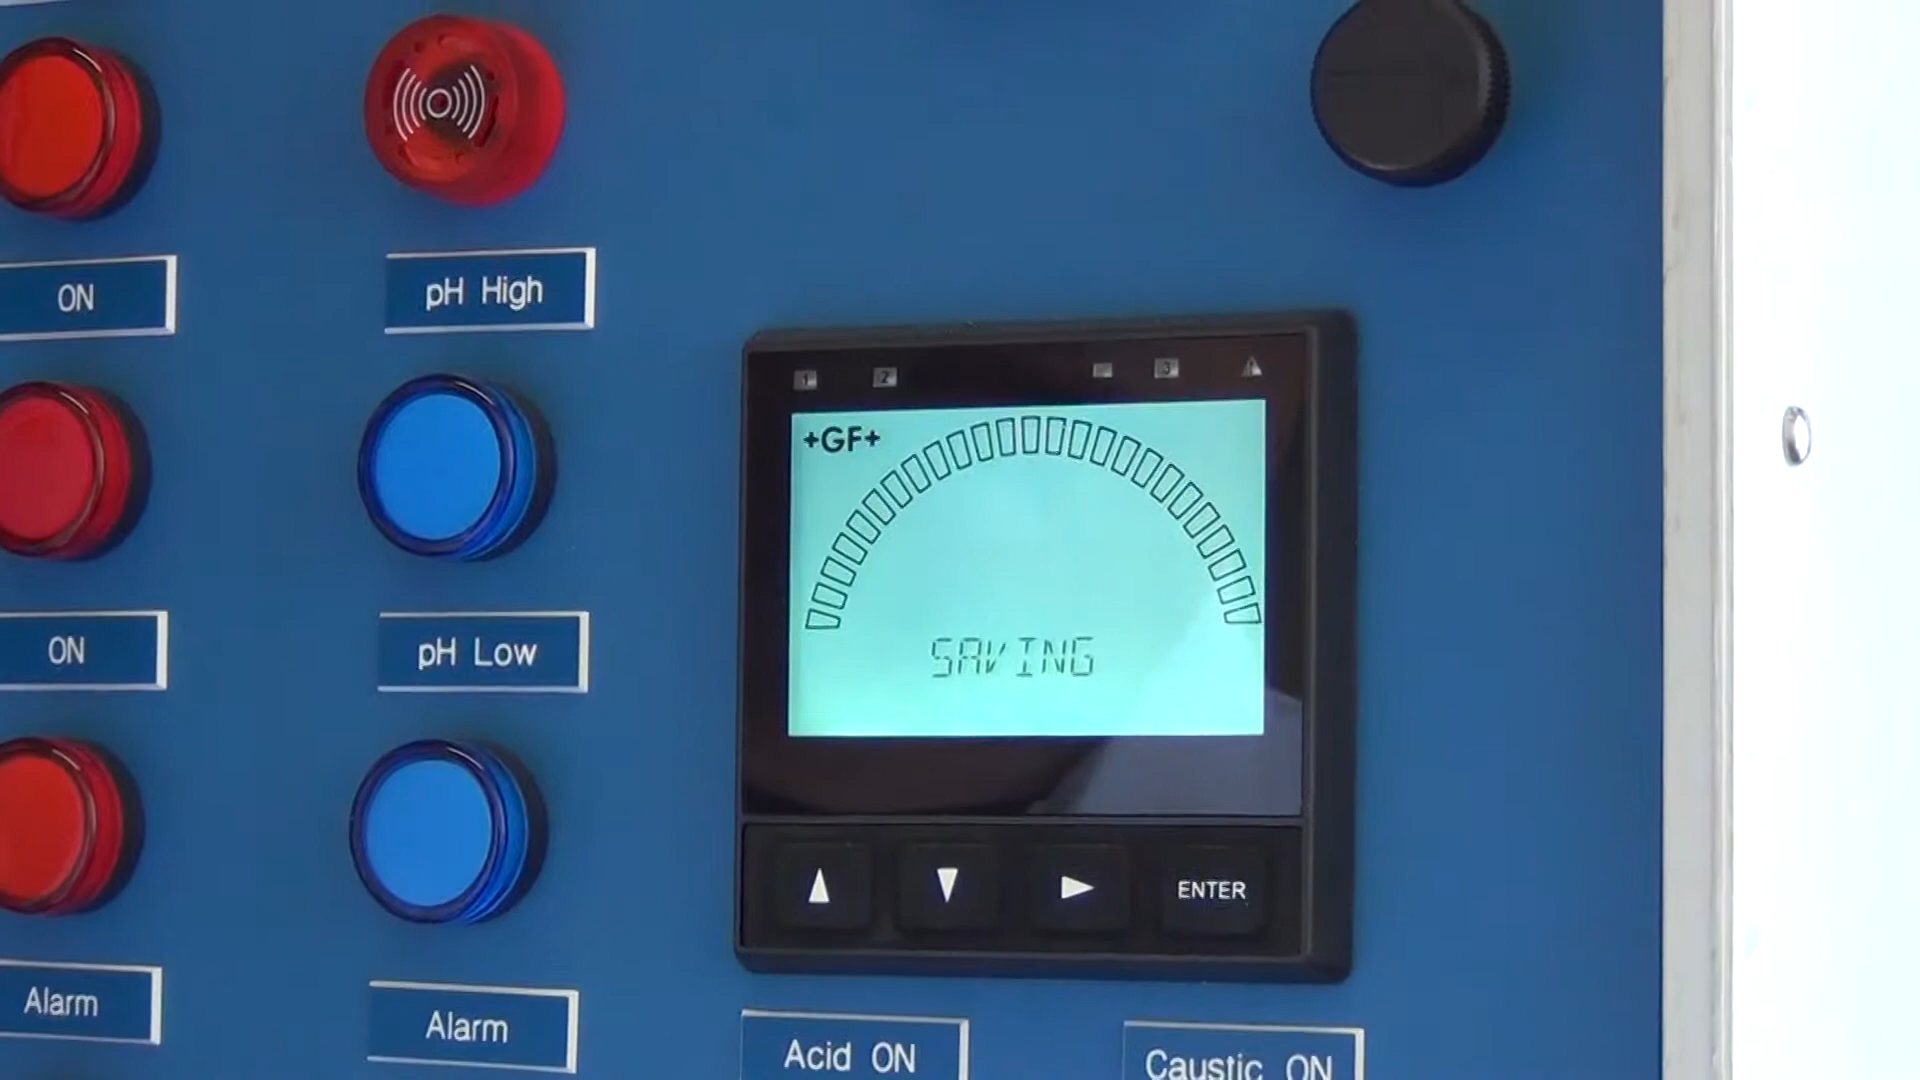 ON
pH High
1 2 3
+GF+
SAVING
ON
pH Low
ENTER
Alarm
Alarm
Acid ON
Caustic ON